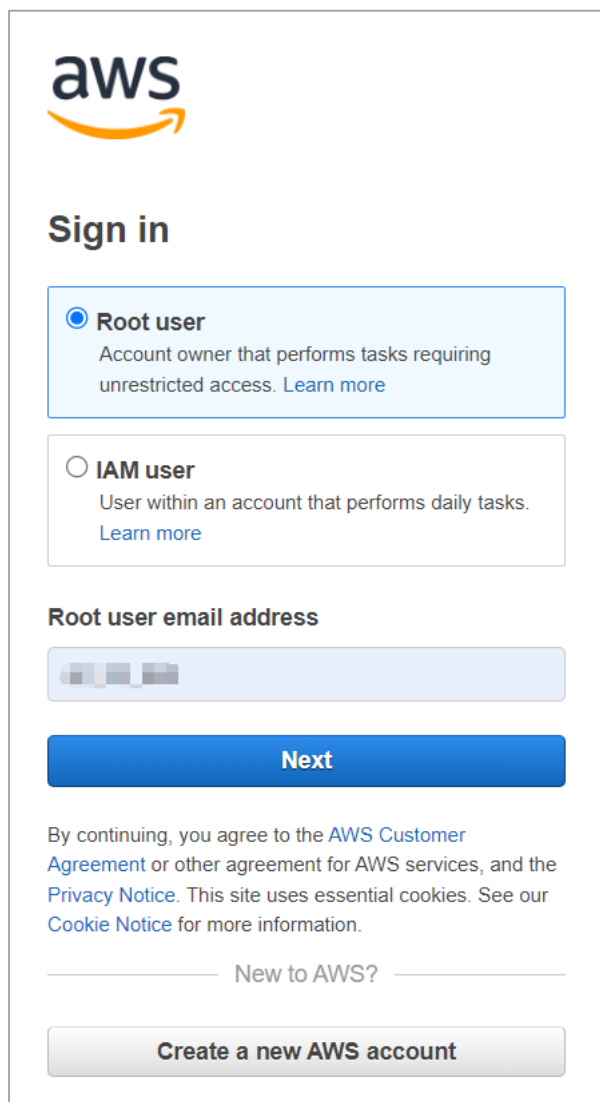 aws
Sign in
Root user
Account owner that performs tasks requiring
unrestricted access. Learn more
IAM user
User within an account that performs daily tasks.
Learn more
Root user email address
Next
By continuing, you agree to the AWS Customer
Agreement or other agreement for AWS services, and the
Privacy Notice. This site uses essential cookies. See our
Cookie Notice for more information.
New to AWS?
Create a new AWS account